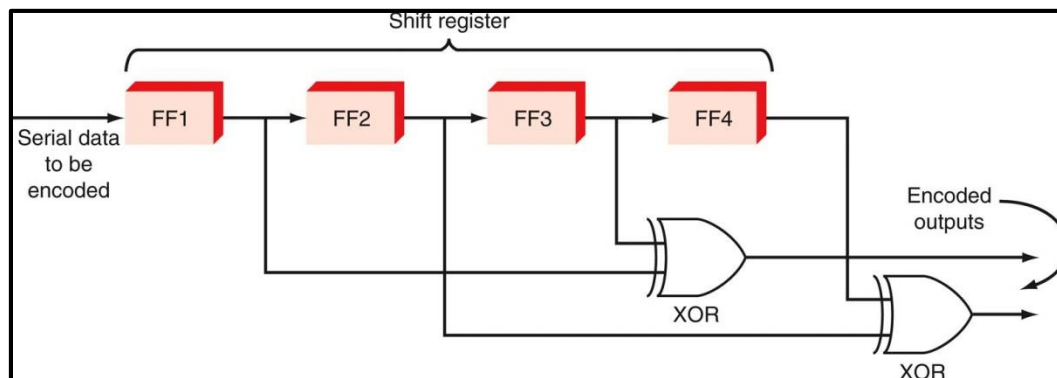 Shift register
FF1
FF2
FF3
FF4
Serial data
to be
encoded
Encoded
outputs
XOR
XOR